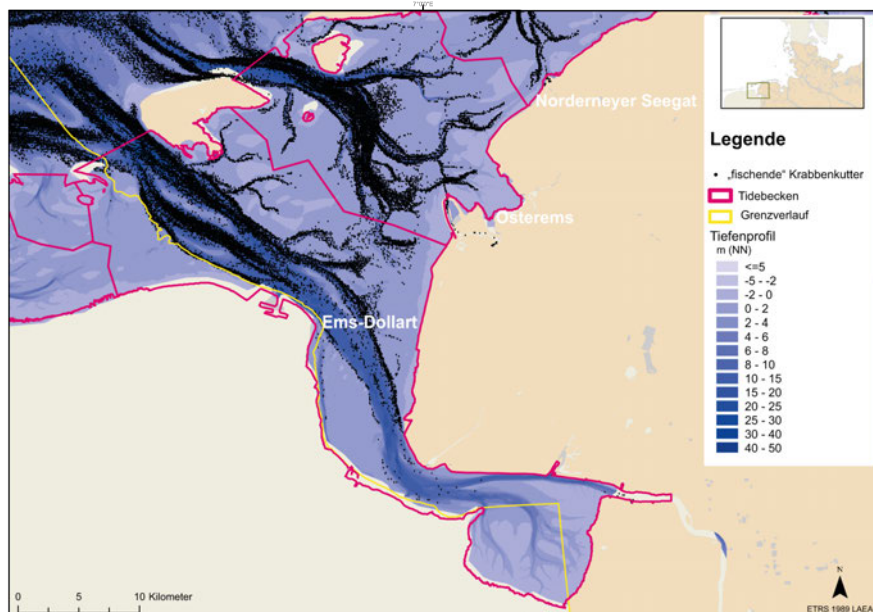 Norderneyer Seegat
Osterems
Ems-Dollart
Legende
„fischende“ Krabbenkutter
Tidebecken
Grenzverlauf
Tiefenprofil
m (NN)
<=5
-5 - -2
-2 - 0
0 - 2
2 - 4
4 - 6
6 - 8
8 - 10
10 - 15
15 - 20
20 - 25
25 - 30
30 - 40
40 - 50
0 5 10 Kilometer
N
ETRS 1989 LAEA